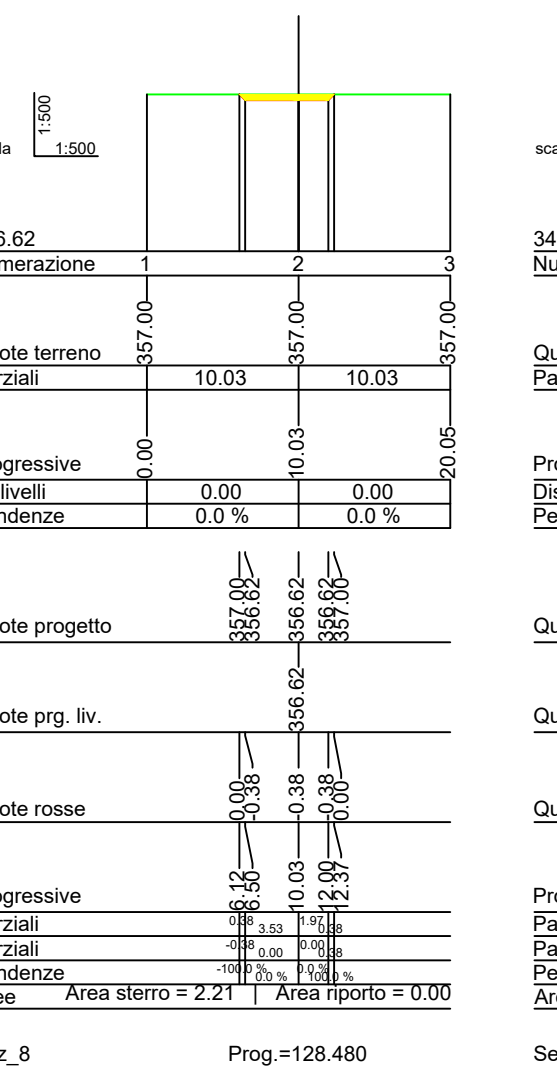 1:500
la 1:500 sca
6.62 34
merazione 1 2 3 Nu
357.00 357.00 357.00
ote terreno Qu
rziali 10.03 10.03 Pa
0.00 10.03 20.05
ogressive Pro
livelli 0.00 0.00 Dis
ndenze 0.0 % 0.0 % Pe
357.00 356.62 356.62 356.62 357.00
ote progetto Qu
356.62
ote prg. liv. Qu
0.00 -0.38 -0.38 -0.38 0.00
ote rosse Qu
6.12 6.50 10.03 12.00 12.37
ogressive Pro
rziali 0.38 3.53 1.97 0.38 Pa
rziali -0.38 0.00 0.00 0.38 Pa
ndenze -100.0 % 0.0 % 0.0 % 100.0 % Pe
ee Area sterro = 2.21 | Area riporto = 0.00 Are
z_8 Prog.=128.480 Se